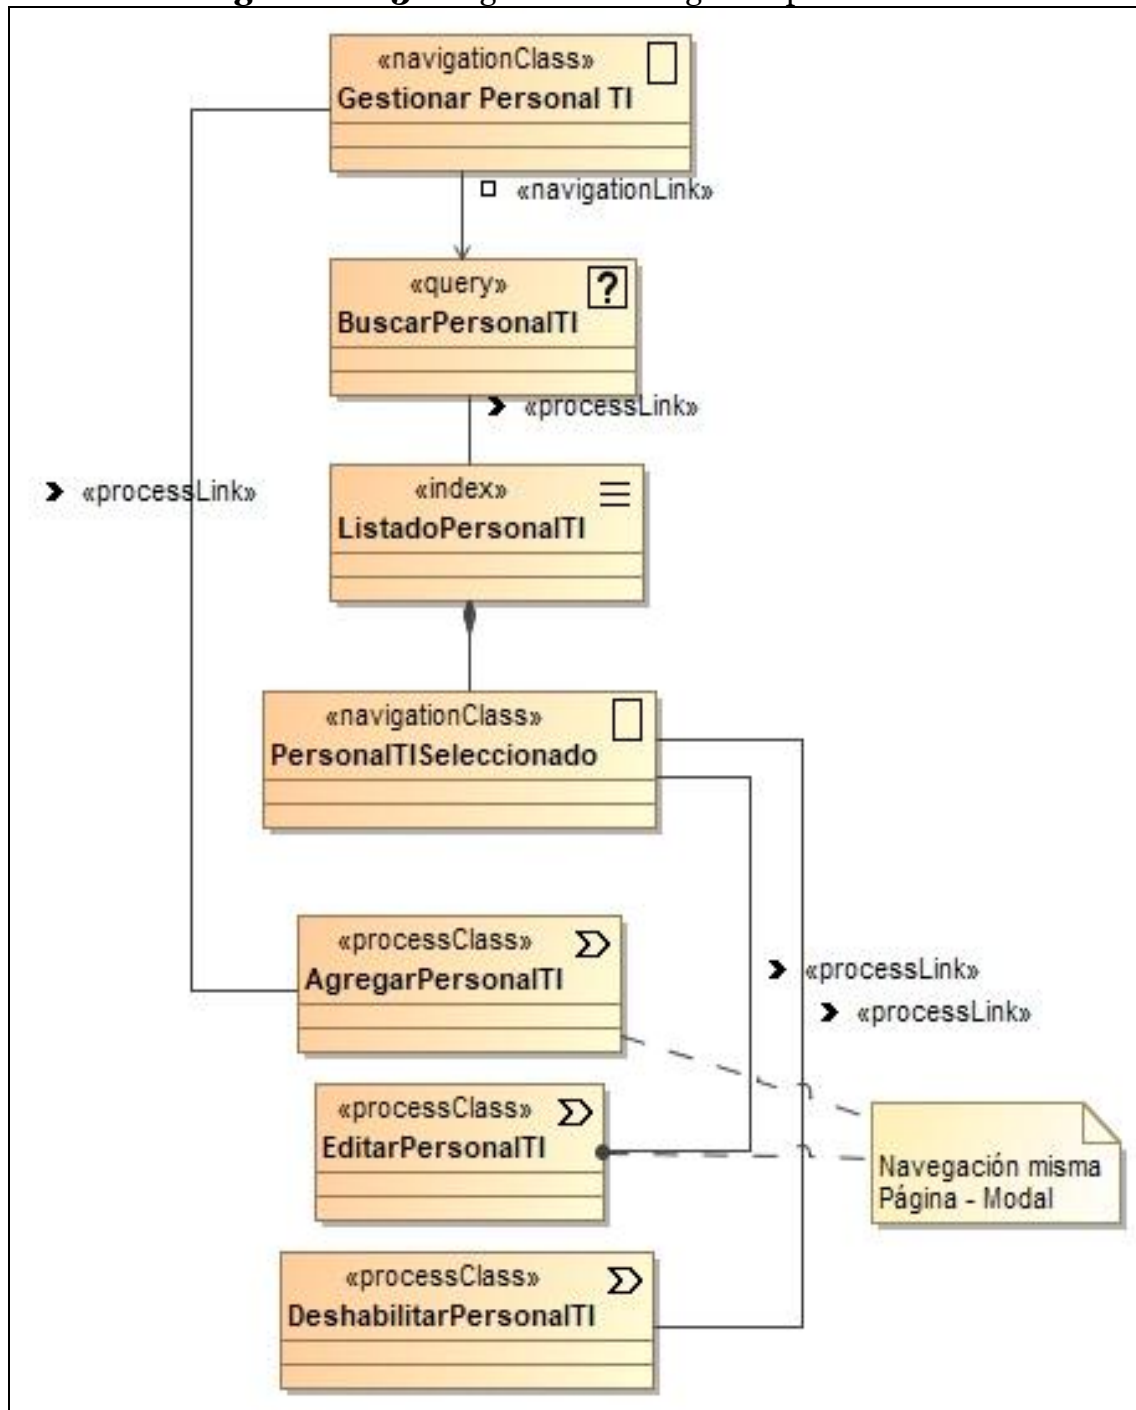 «navigationClass»
Gestionar Personal TI
«navigationLink»
«query»
?
BuscarPersonalTI
«processLink»
«processLink»
«index»
ListadoPersonalTI
«navigationClass»
PersonalTISeleccionado
«processClass»
AgregarPersonalTI
«processLink»
«processLink»
«processClass»
EditarPersonalTI
Navegación misma
Página - Modal
«processClass»
DeshabilitarPersonalTI